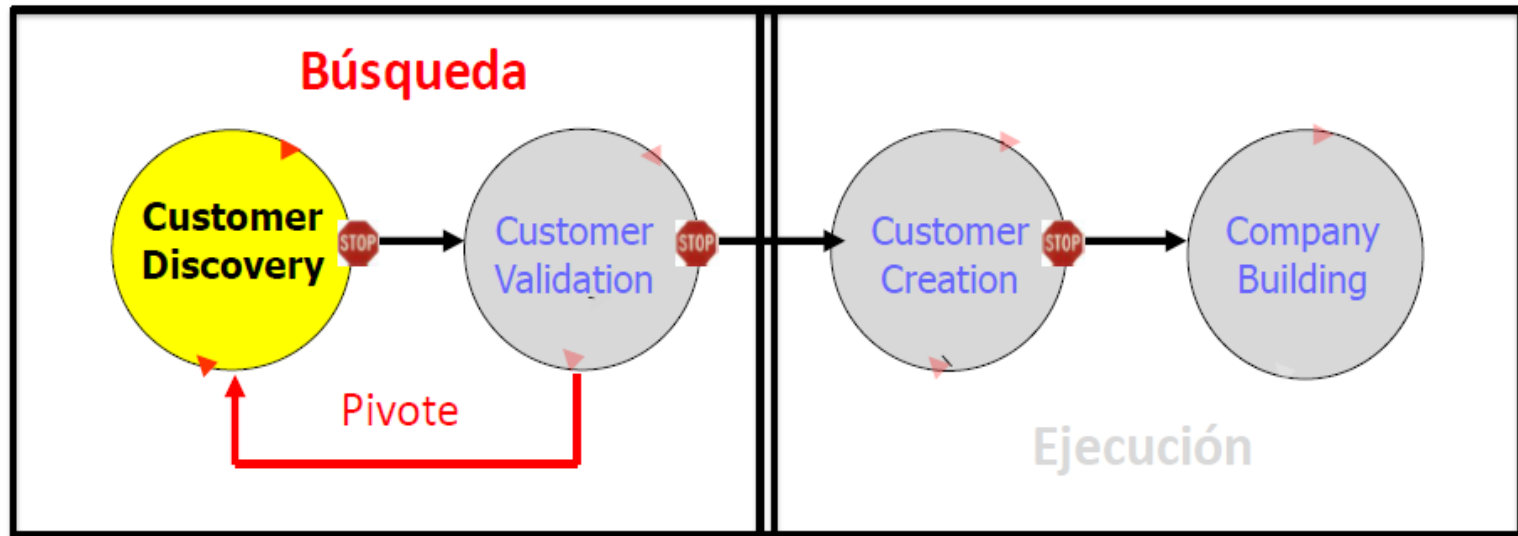 Búsqueda
Customer
Discovery
STOP
Customer
Validation
STOP
Customer
Creation
STOP
Company
Building
Pivote
Ejecución